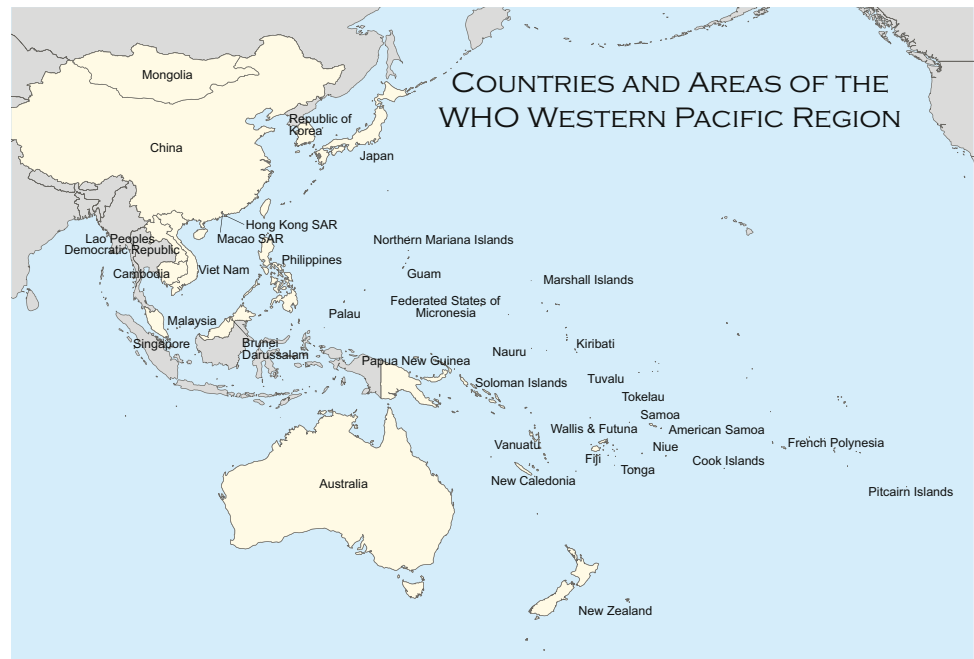 COUNTRIES AND AREAS OF THE
WHO WESTERN PACIFIC REGION
Mongolia
Republic of
Korea
China
Japan
Hong Kong SAR
Macao SAR
Lao Peoples
Democratic Republic
Northern Mariana Islands
Philippines
Cambodia
Viet Nam
Guam
Marshall Islands
Federated States of
Micronesia
Palau
Malaysia
Singapore
Brunei
Darussalam
Nauru
Kiribati
Papua New Guinea
Soloman Islands
Tuvalu
Tokelau
Samoa
Wallis & Futuna
American Samoa
Vanuatu
Niue
French Polynesia
Fiji
Cook Islands
Tonga
New Caledonia
Australia
Pitcairn Islands
New Zealand